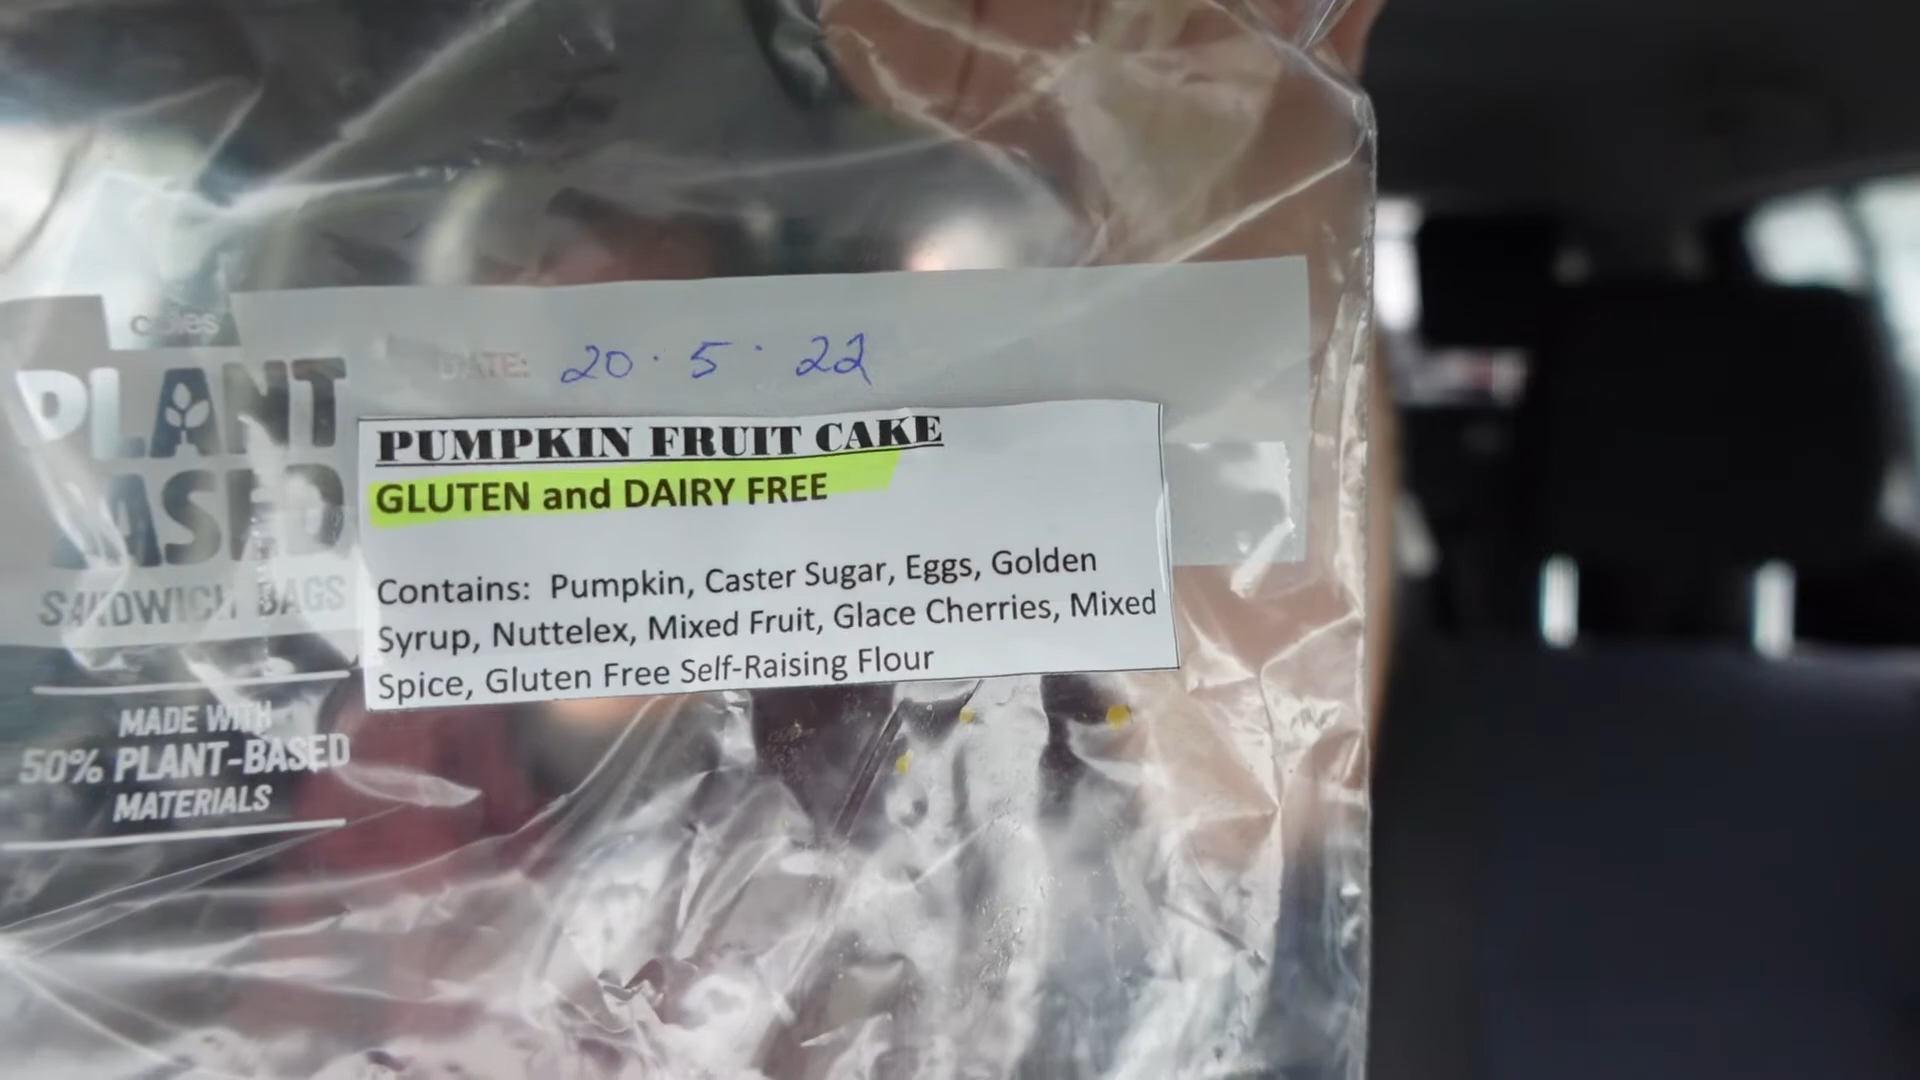 coles
PLANT
BASED
SANDWICH BAGS
MADE WITH
50% PLANT-BASED
MATERIALS
DATE: 20 · 5 · 22
PUMPKIN FRUIT CAKE
GLUTEN and DAIRY FREE
Contains: Pumpkin, Caster Sugar, Eggs, Golden
Syrup, Nuttelex, Mixed Fruit, Glace Cherries, Mixed
Spice, Gluten Free Self-Raising Flour